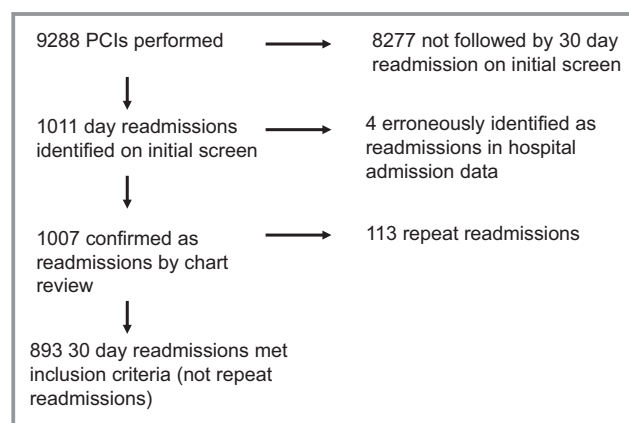 9288 PCIs performed
8277 not followed by 30 day
readmission on initial screen
1011 day readmissions
identified on initial screen
4 erroneously identified as
readmissions in hospital
admission data
1007 confirmed as
readmissions by chart
review
113 repeat readmissions
893 30 day readmissions met
inclusion criteria (not repeat
readmissions)